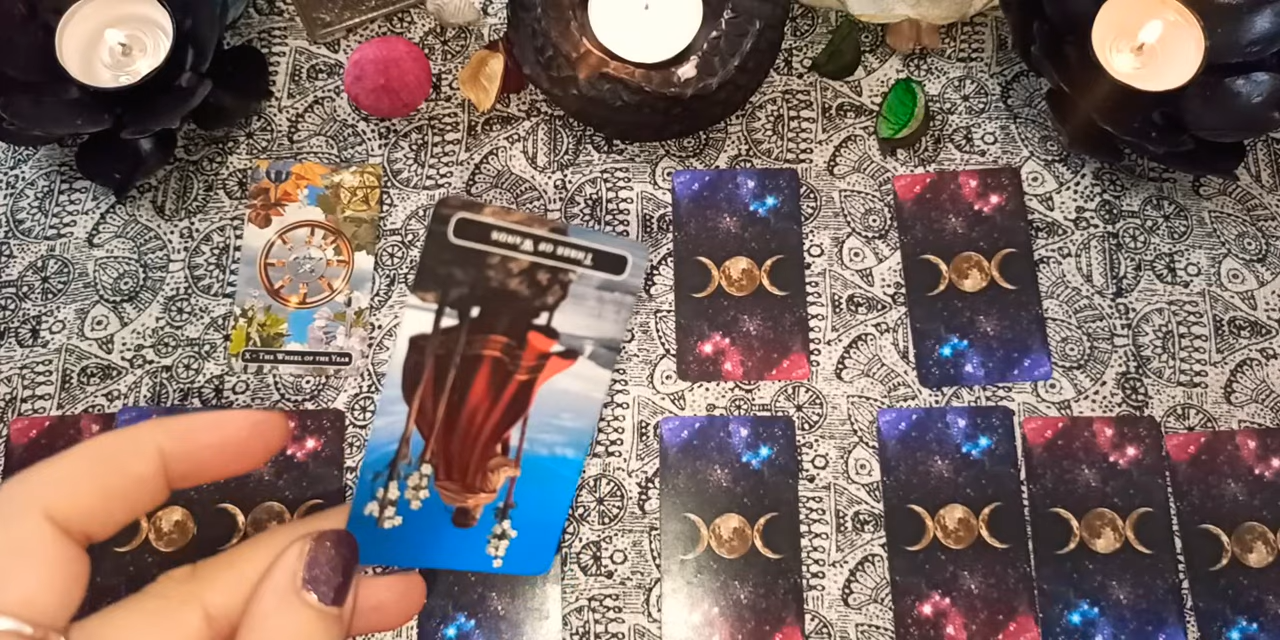 Three of Wands
X - The Wheel of the Year